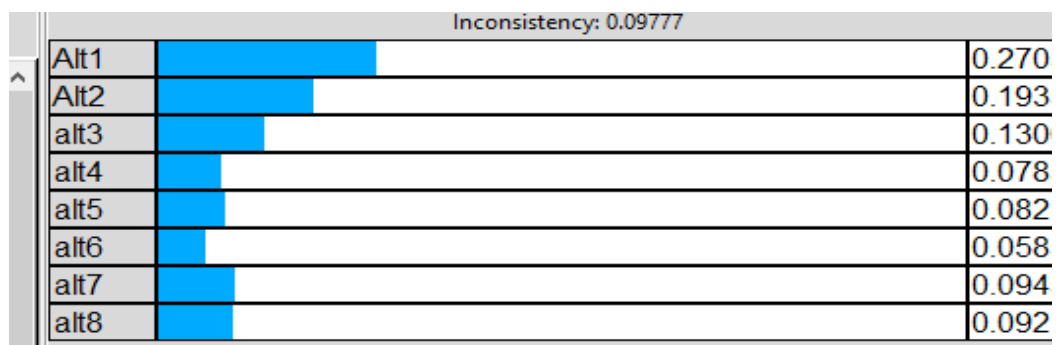 Inconsistency: 0.09777
Alt1 0.270
Alt2 0.193
alt3 0.130
alt4 0.078
alt5 0.082
alt6 0.058
alt7 0.094
alt8 0.092